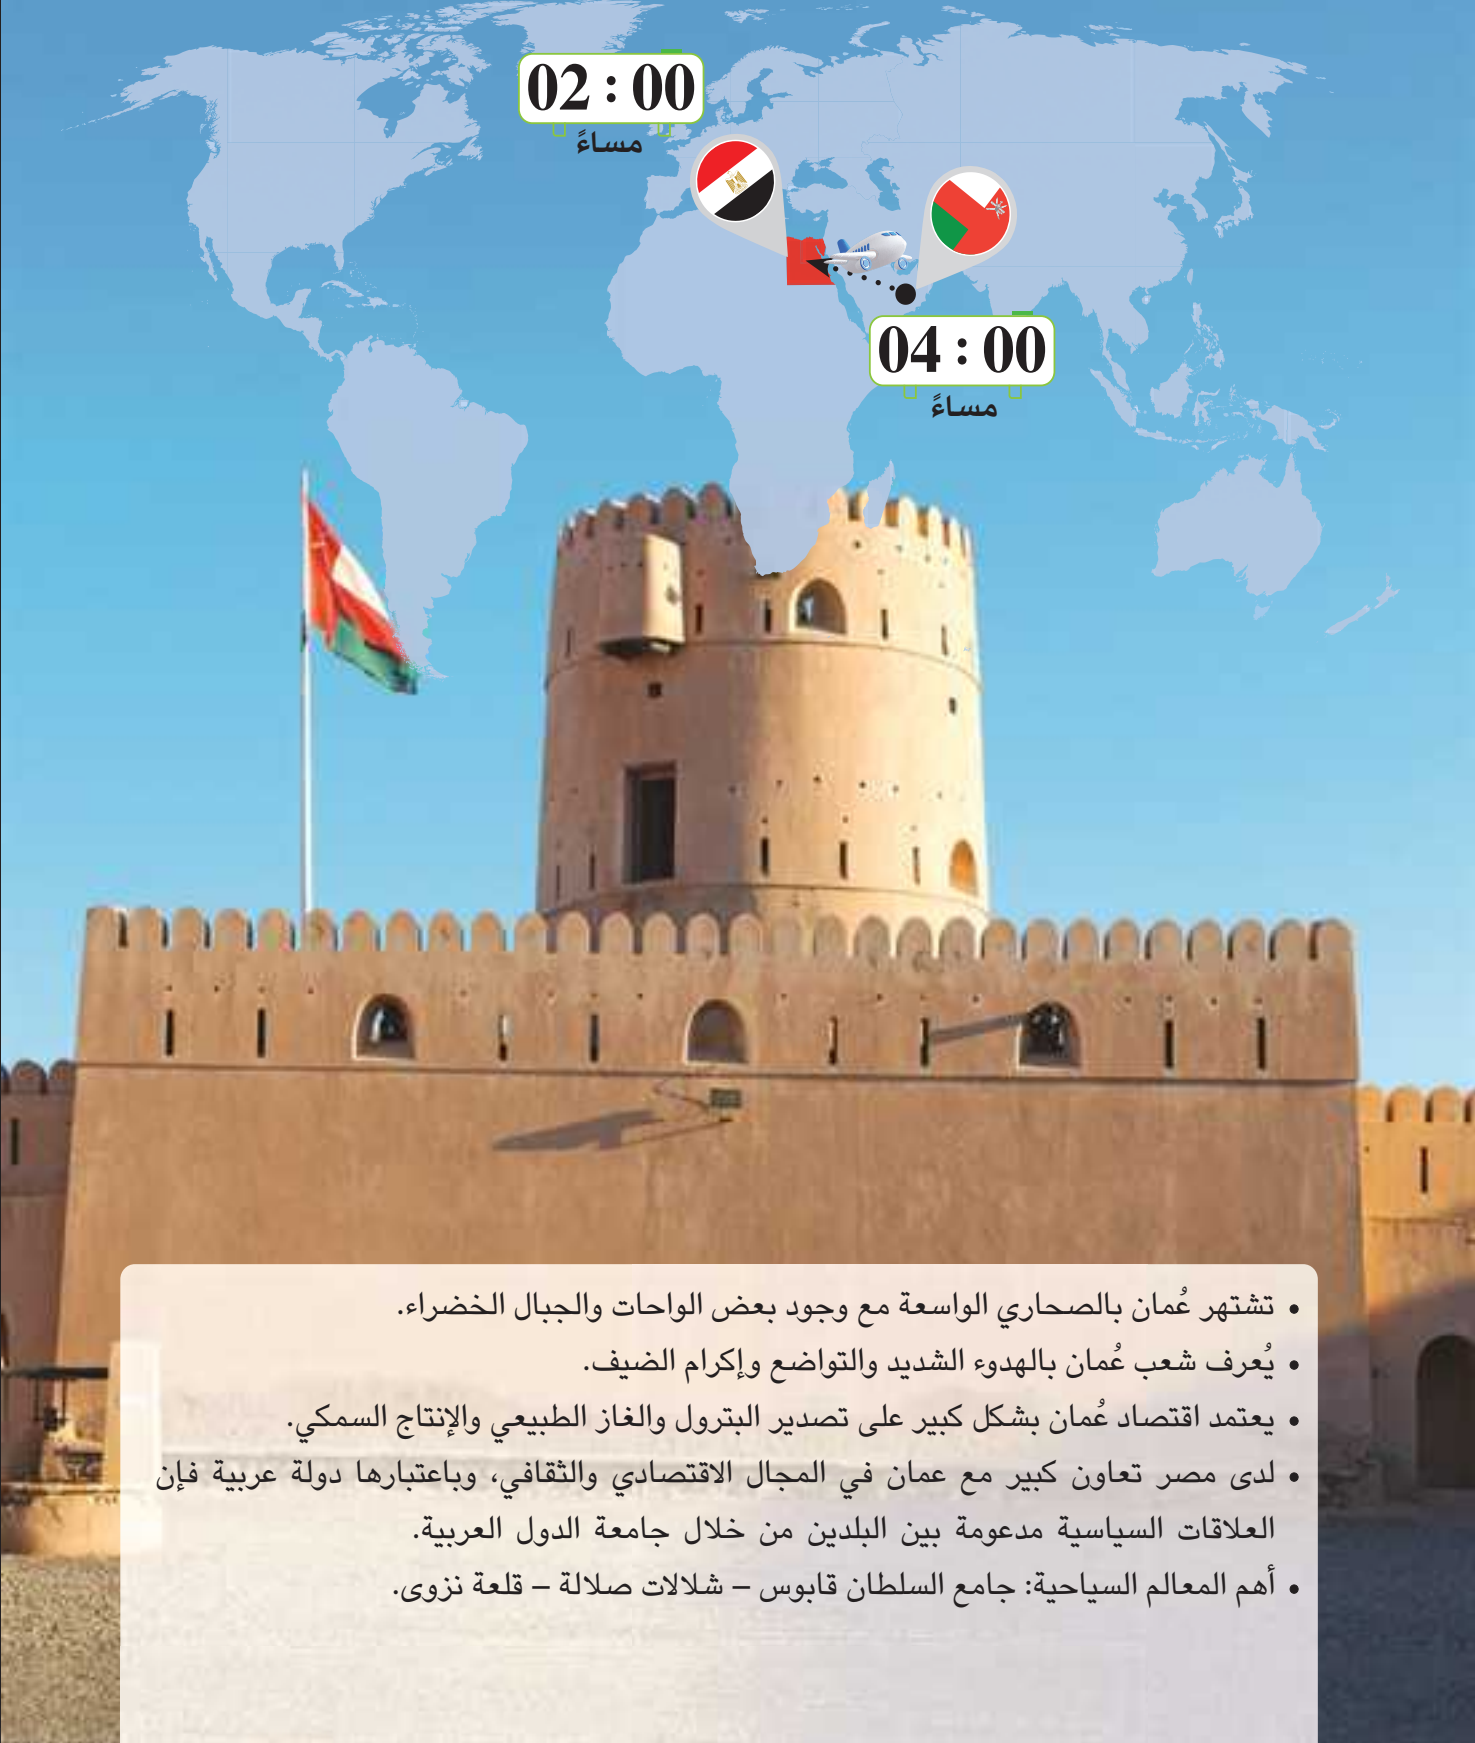 02 : 00
مساءً
04 : 00
مساءً
• تشتهر عُمان بالصحاري الواسعة مع وجود بعض الواحات والجبال الخضراء.
• يُعرف شعب عُمان بالهدوء الشديد والتواضع وإكرام الضيف.
• يعتمد اقتصاد عُمان بشكل كبير على تصدير البترول والغاز الطبيعي والإنتاج السمكي.
• لدى مصر تعاون كبير مع عمان في المجال الاقتصادي والثقافي، وباعتبارها دولة عربية فإن
العلاقات السياسية مدعومة بين البلدين من خلال جامعة الدول العربية.
• أهم المعالم السياحية: جامع السلطان قابوس – شلالات صلالة – قلعة نزوى.